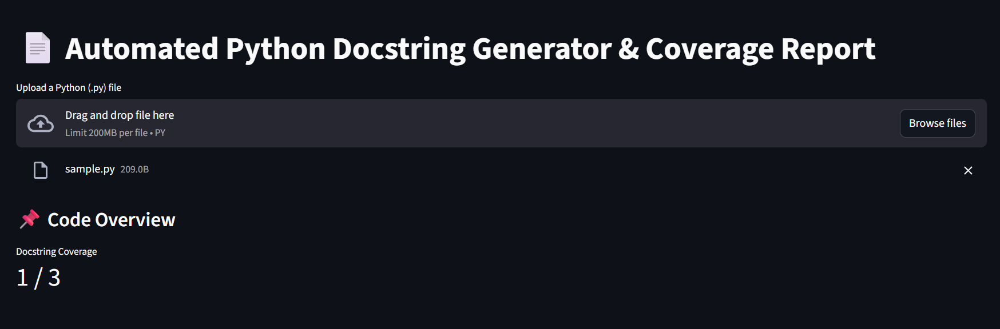 Automated Python Docstring Generator & Coverage Report
Upload a Python (.py) file
Drag and drop file here
Limit 200MB per file • PY
Browse files
sample.py 209.0B
Code Overview
Docstring Coverage
1 / 3